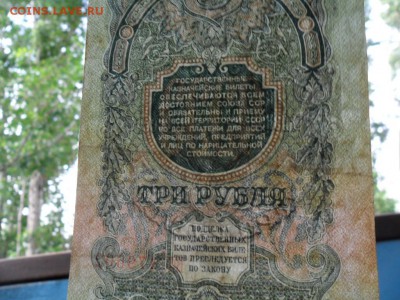 COINS.LAVE.RU
ГОСУДАРСТВЕННЫЕ
КАЗНАЧЕЙСКИЕ БИЛЕТЫ
ОБЕСПЕЧИВАЮТСЯ ВСЕМ
ДОСТОЯНИЕМ СОЮЗА ССР
И ОБЯЗАТЕЛЬНЫ К ПРИЕМУ
НА ВСЕЙ ТЕРРИТОРИИ СССР
ВО ВСЕ ПЛАТЕЖИ ДЛЯ ВСЕХ
УЧРЕЖДЕНИЙ, ПРЕДПРИЯТИЙ
И ЛИЦ ПО НАРИЦАТЕЛЬНОЙ
СТОИМОСТИ.
ТРИ РУБЛЯ
ПОДДЕЛКА
ГОСУДАРСТВЕННЫХ
КАЗНАЧЕЙСКИХ БИЛЕ
ТОВ ПРЕСЛЕДУЕТСЯ
ПО ЗАКОНУ